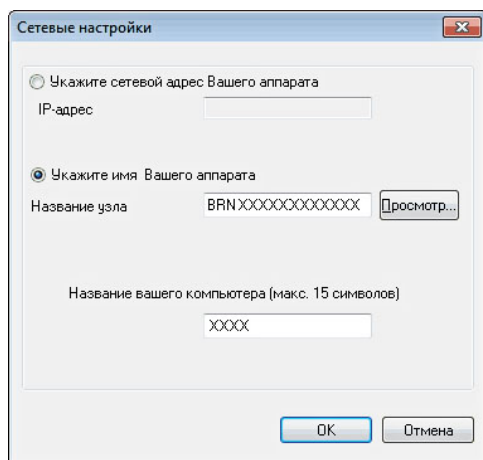 Сетевые настройки
Укажите сетевой адрес Вашего аппарата
IP-адрес
Укажите имя Вашего аппарата
Название узла BRNXXXXXXXXXXXX Просмотр...
Название вашего компьютера (макс. 15 символов)
XXXX
OK Отмена